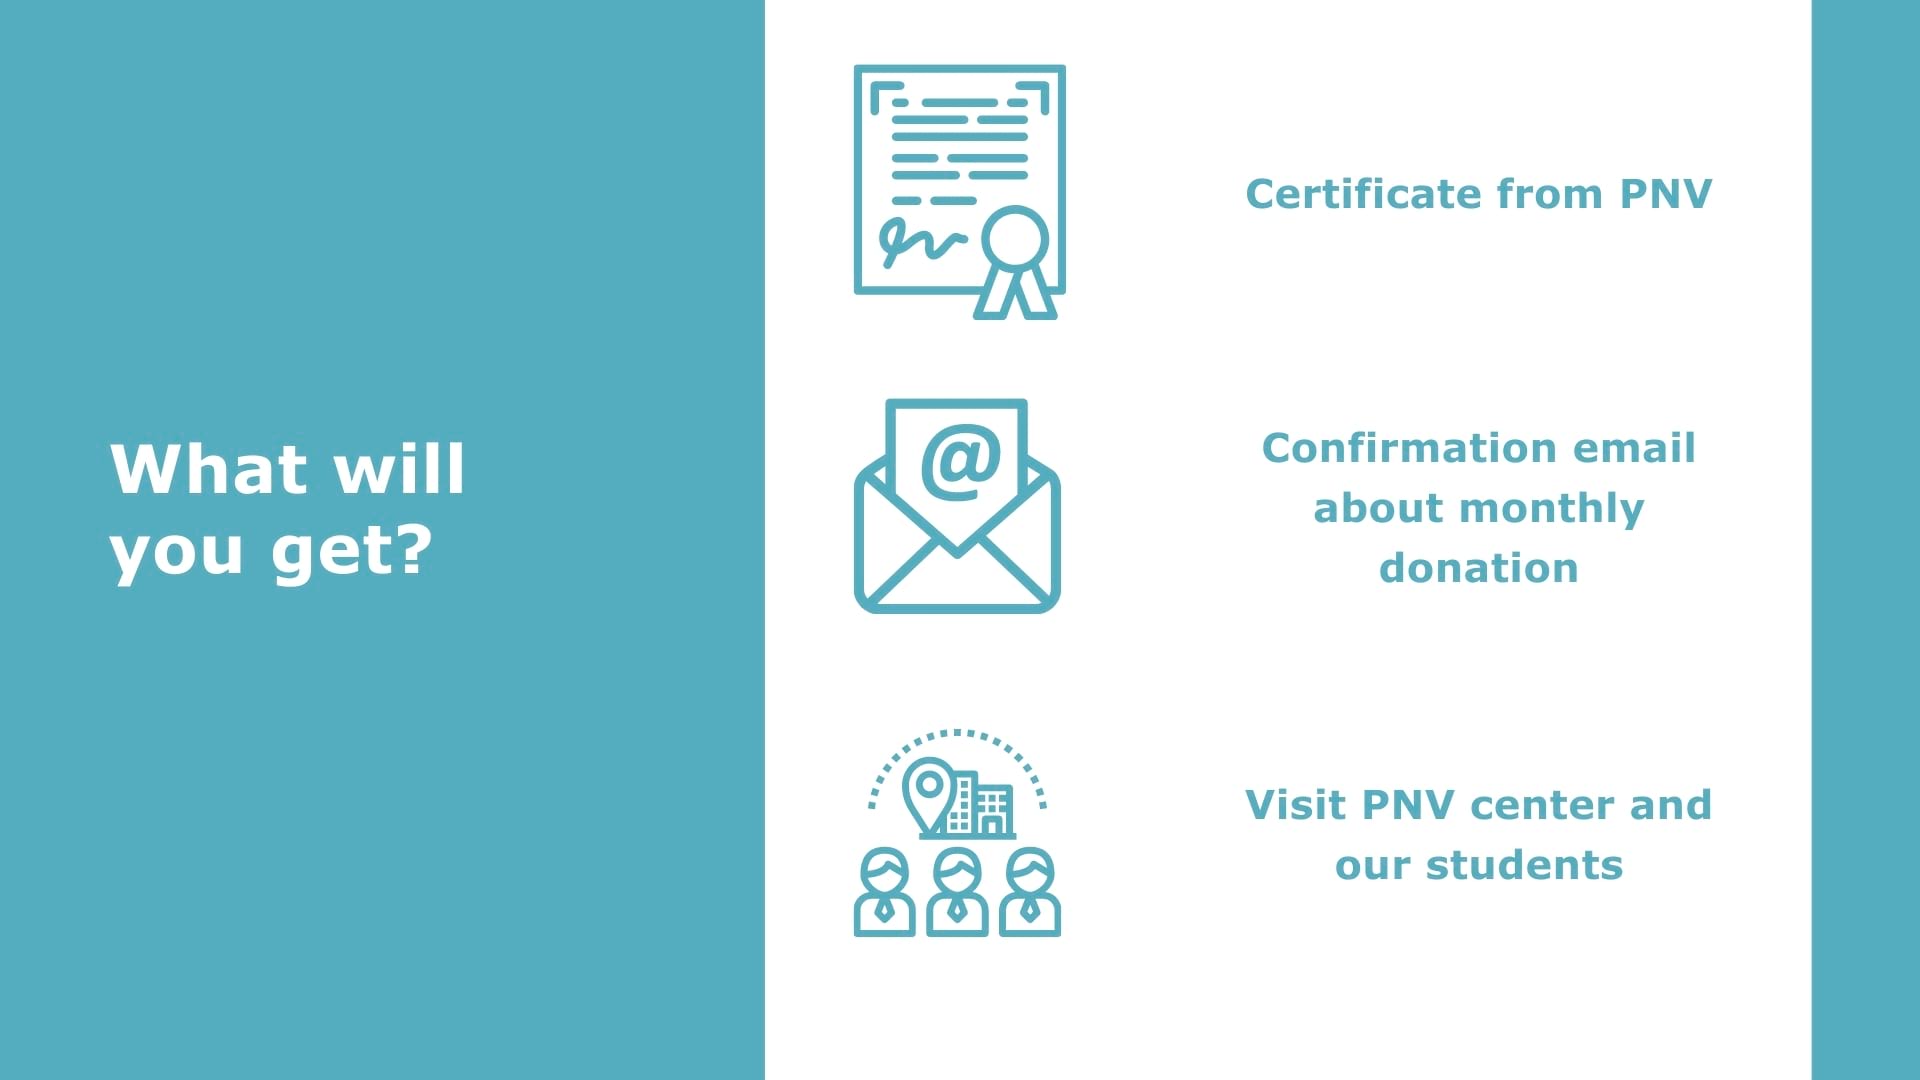 What will
you get?
Certificate from PNV
@
Confirmation email
about monthly
donation
Visit PNV center and
our students